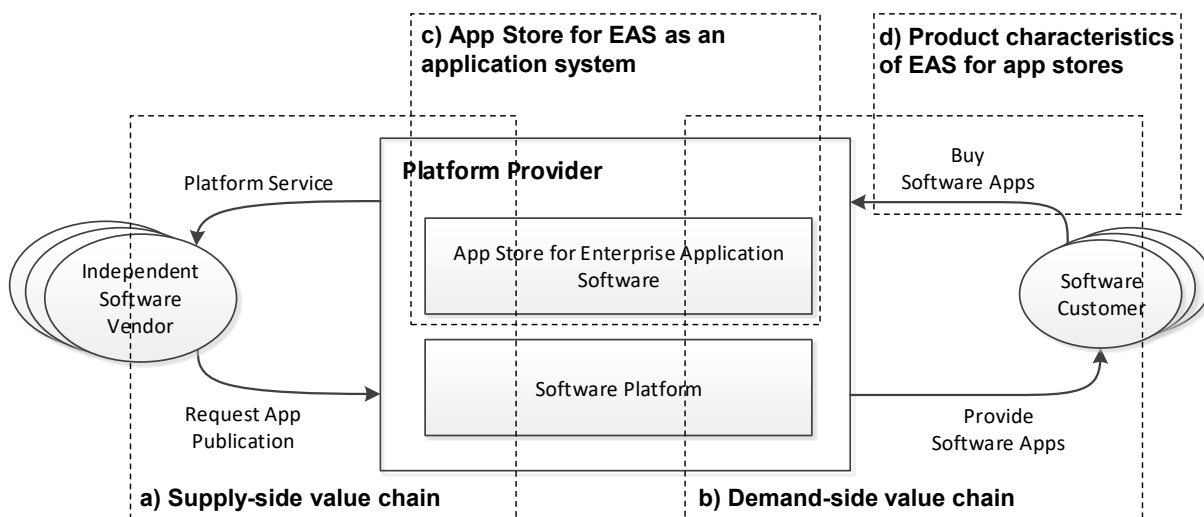 c) App Store for EAS as an
application system
d) Product characteristics
of EAS for app stores
Platform Provider
Platform Service
Buy
Software Apps
App Store for Enterprise Application
Software
Independent
Software
Vendor
Software
Customer
Software Platform
Request App
Publication
Provide
Software Apps
a) Supply-side value chain
b) Demand-side value chain